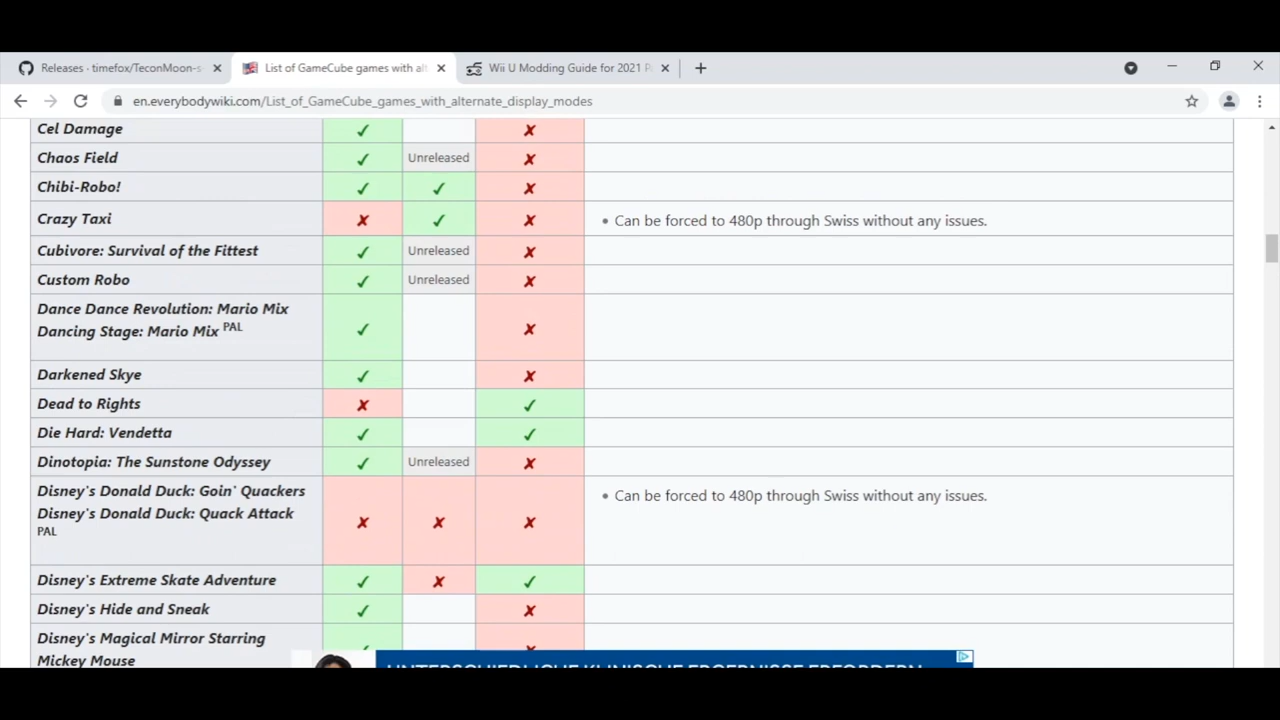 Releases · timefox/TeconMoon-s
List of GameCube games with alt
Wii U Modding Guide for 2021 P
en.everybodywiki.com/List_of_GameCube_games_with_alternate_display_modes
Cel Damage ✓ ✗
Chaos Field ✓ Unreleased ✗
Chibi-Robo! ✓ ✓ ✗
Crazy Taxi ✗ ✓ ✗ • Can be forced to 480p through Swiss without any issues.
Cubivore: Survival of the Fittest ✓ Unreleased ✗
Custom Robo ✓ Unreleased ✗
Dance Dance Revolution: Mario Mix
Dancing Stage: Mario Mix PAL ✓ ✗
Darkened Skye ✓ ✗
Dead to Rights ✗ ✓
Die Hard: Vendetta ✓ ✓
Dinotopia: The Sunstone Odyssey ✓ Unreleased ✗
Disney's Donald Duck: Goin' Quackers • Can be forced to 480p through Swiss without any issues.
Disney's Donald Duck: Quack Attack ✗ ✗ ✗
PAL
Disney's Extreme Skate Adventure ✓ ✗ ✓
Disney's Hide and Sneak ✓ ✗
Disney's Magical Mirror Starring
Mickey Mouse
UNTERSCHIEDLICHE KLINISCHE ERGEBNISSE ERFORDERN